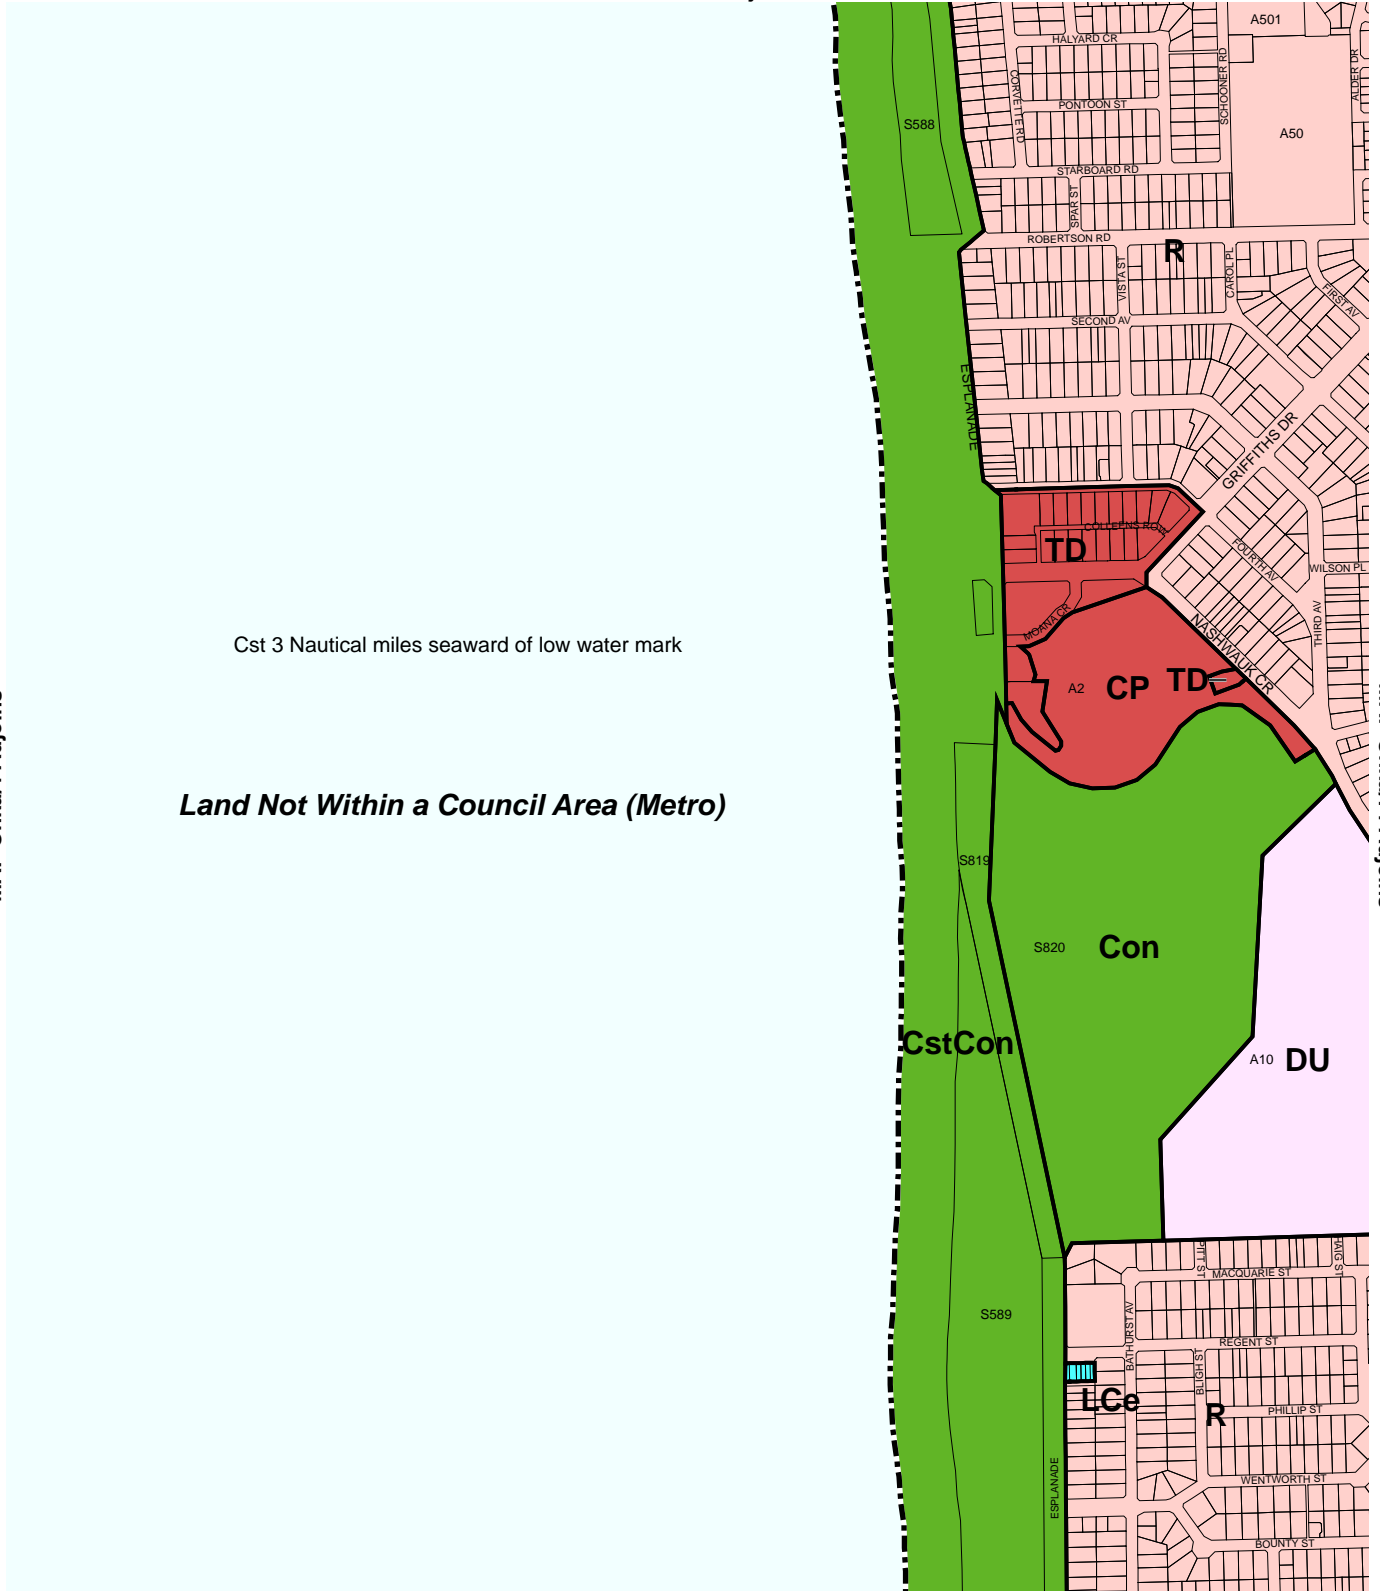 A501
HALYARD CR
CORVETTE RD
SCHOONER RD
ALDER DR
PONTOON ST
S588
A50
STARBOARD RD
SPAR ST
ROBERTSON RD
R
VISTA ST
CAROL PL
FIRST AV
SECOND AV
ESPLANADE
GRIFFITHS DR
COLLEENS ROW
TD
FOURTH AV
WILSON PL
MOANA CR
NASHWAUK CR
THIRD AV
Cst 3 Nautical miles seaward of low water mark
A2
CP
TD
Land Not Within a Council Area (Metro)
S819
S820
Con
CstCon
A10
DU
PITT ST
HAIG ST
MACQUARIE ST
S589
BATHURST AV
REGENT ST
BLIGH ST
LCe
R
PHILLIP ST
ESPLANADE
WENTWORTH ST
BOUNTY ST